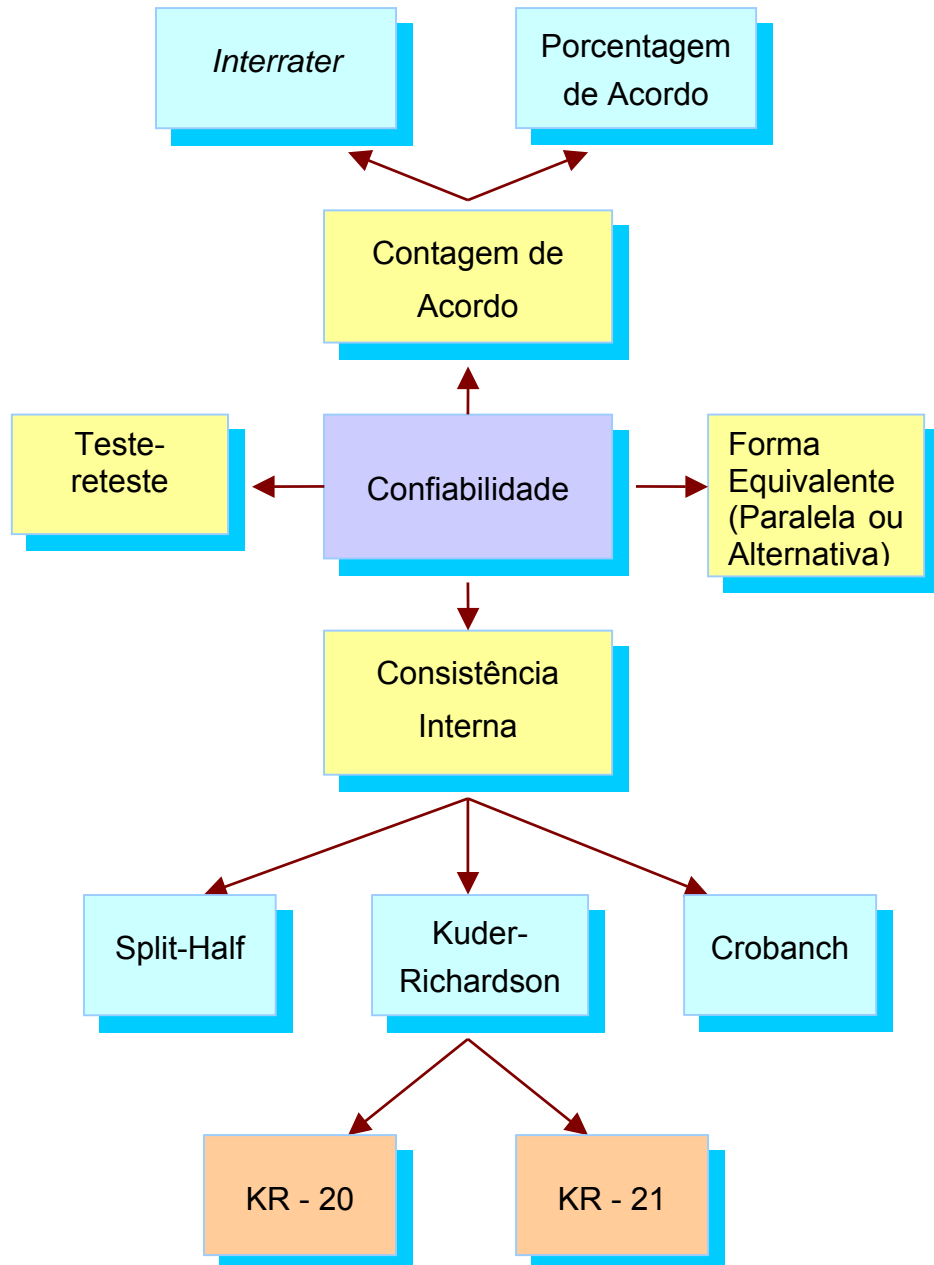 Interrater
Porcentagem
de Acordo
Contagem de
Acordo
Teste-
reteste
Confiabilidade
Forma
Equivalente
(Paralela ou
Alternativa)
Consistência
Interna
Split-Half
Kuder-
Richardson
Crobanch
KR - 20
KR - 21